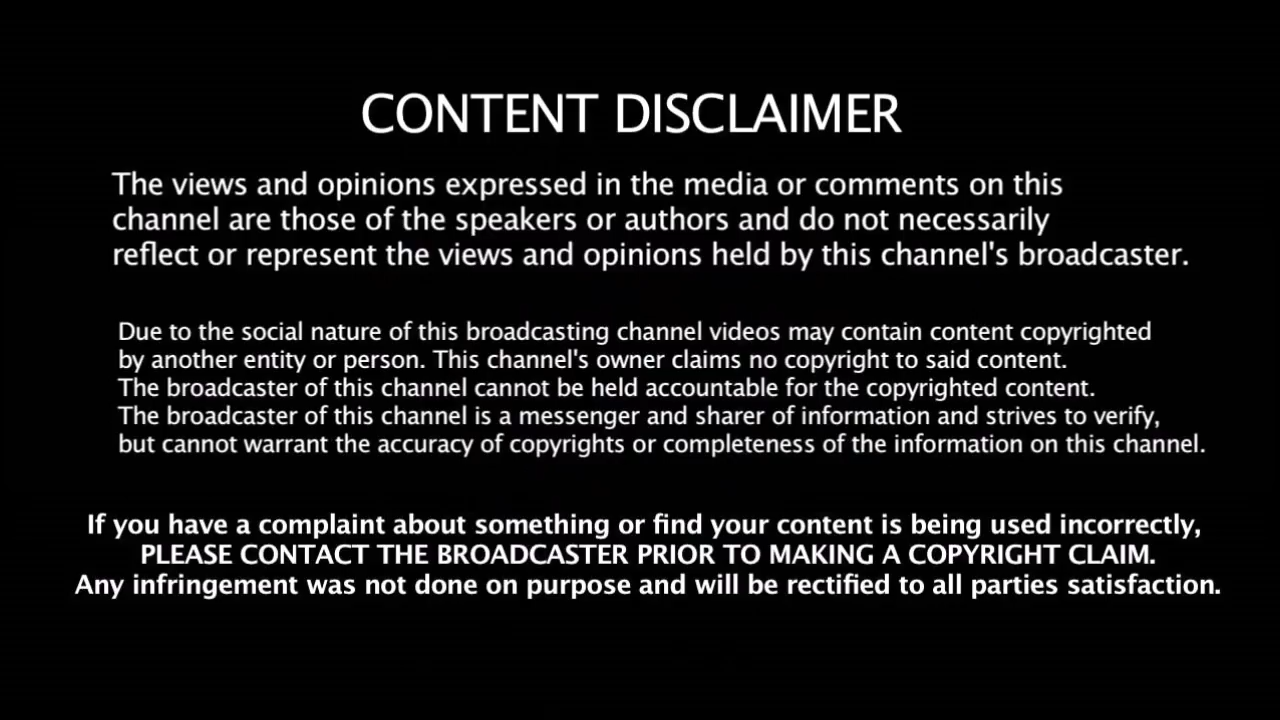 CONTENT DISCLAIMER
The views and opinions expressed in the media or comments on this
channel are those of the speakers or authors and do not necessarily
reflect or represent the views and opinions held by this channel's broadcaster.
Due to the social nature of this broadcasting channel videos may contain content copyrighted
by another entity or person. This channel's owner claims no copyright to said content.
The broadcaster of this channel cannot be held accountable for the copyrighted content.
The broadcaster of this channel is a messenger and sharer of information and strives to verify,
but cannot warrant the accuracy of copyrights or completeness of the information on this channel.
If you have a complaint about something or find your content is being used incorrectly,
PLEASE CONTACT THE BROADCASTER PRIOR TO MAKING A COPYRIGHT CLAIM.
Any infringement was not done on purpose and will be rectified to all parties satisfaction.